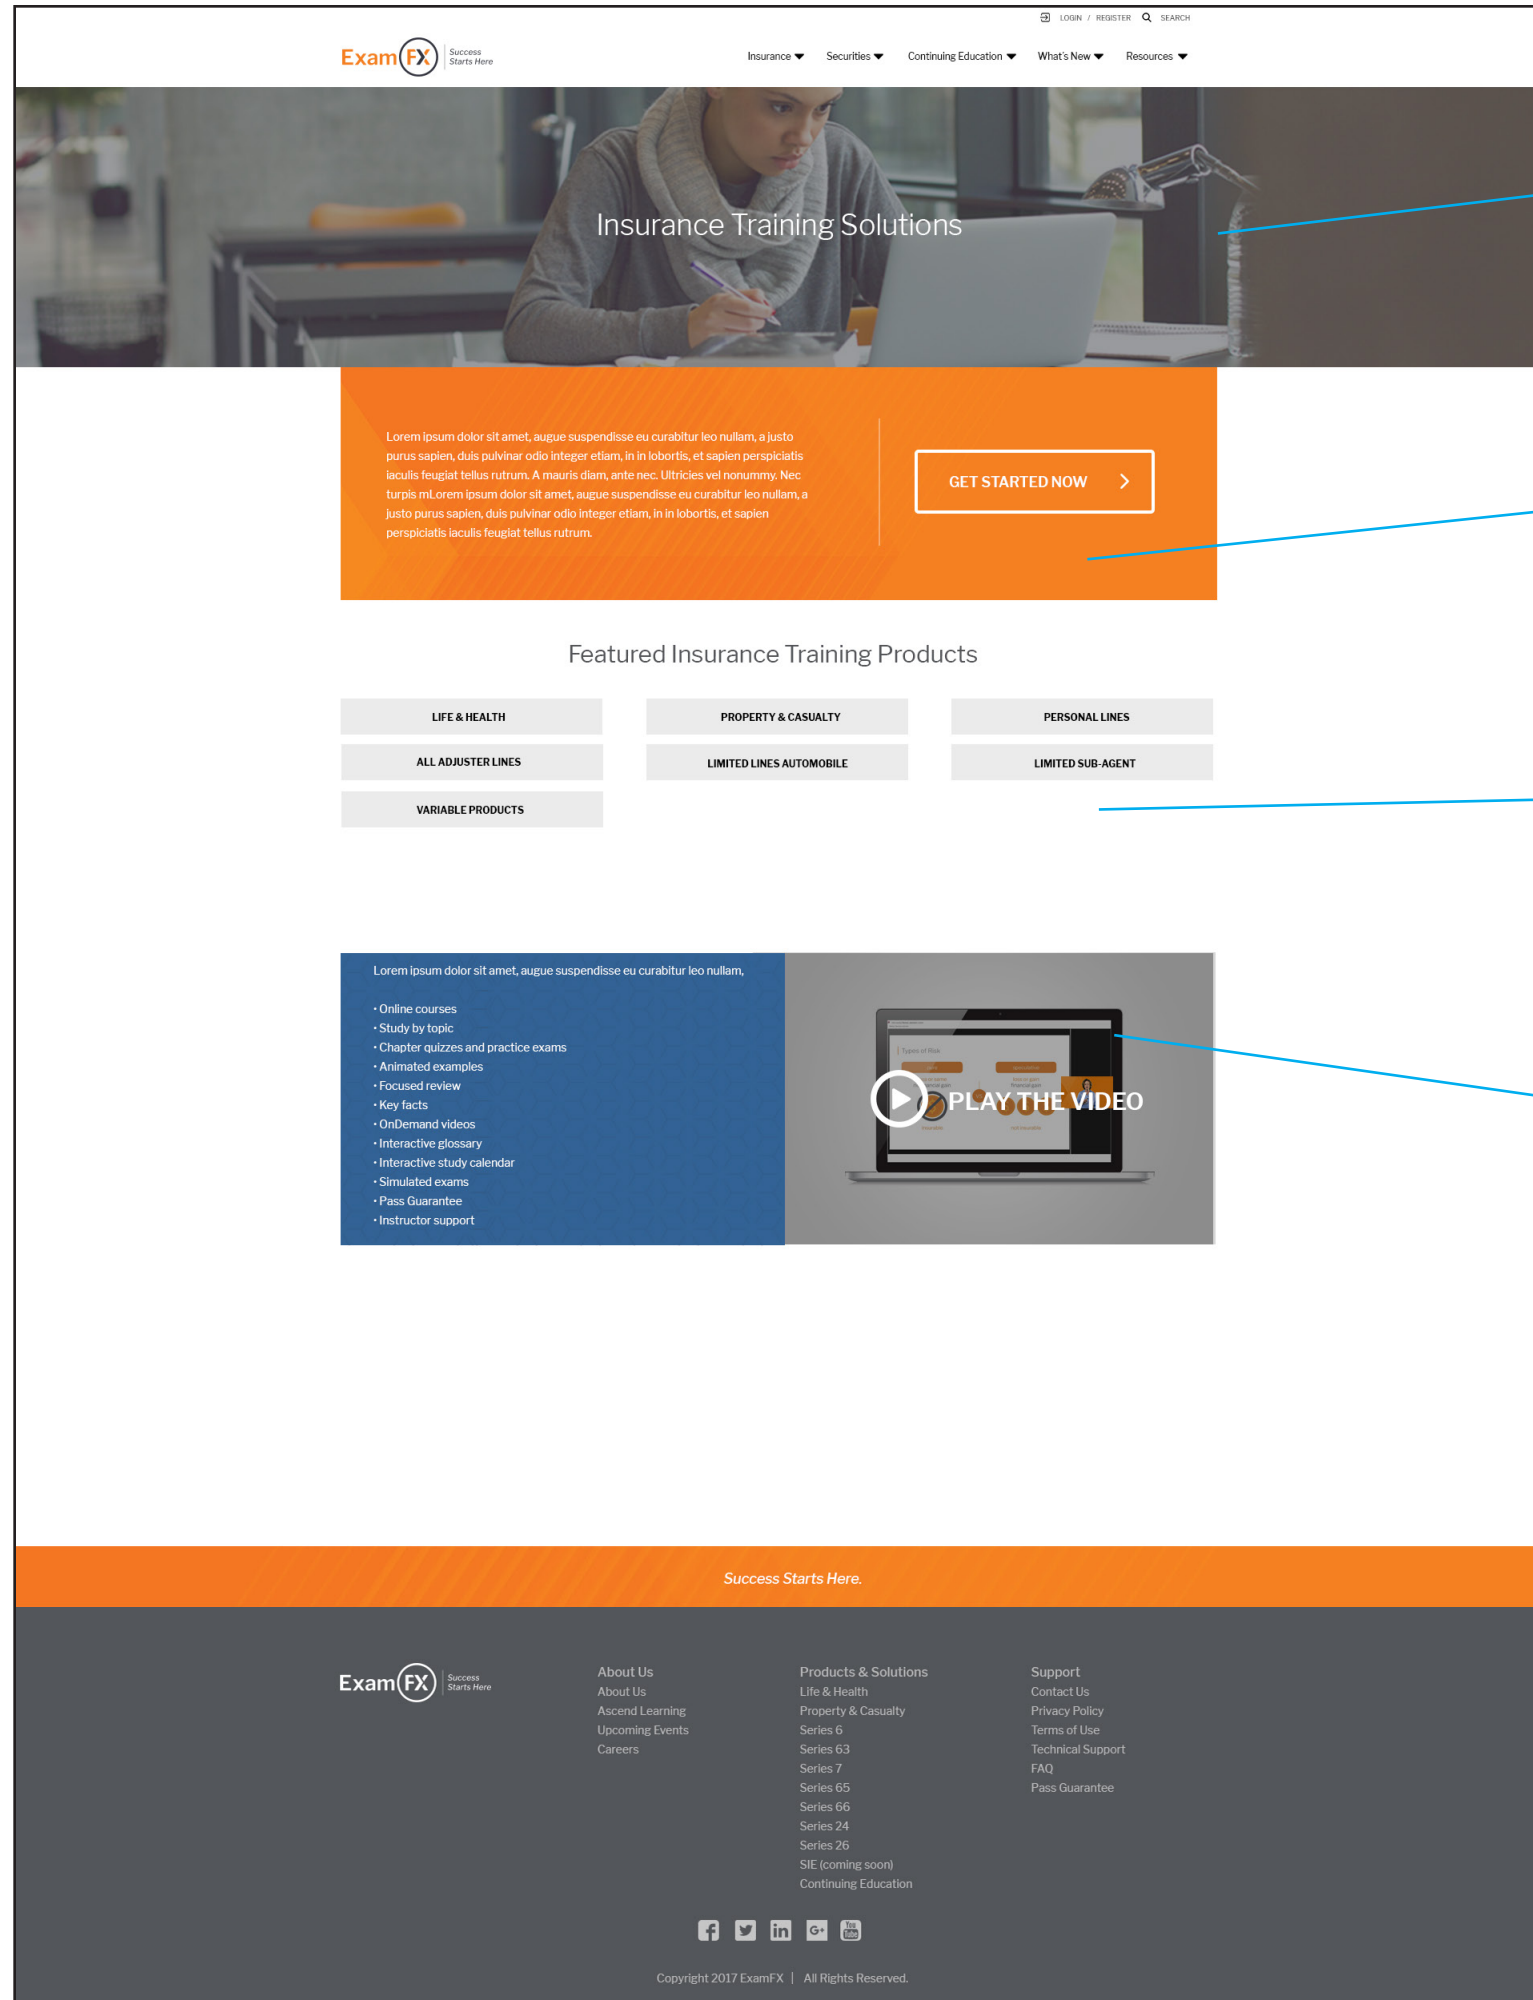 LOGIN / REGISTER SEARCH
ExamFX Success
Starts Here
Insurance Securities Continuing Education What's New Resources
Insurance Training Solutions
Lorem ipsum dolor sit amet, augue suspendisse eu curabitur leo nullam, a justo
purus sapien, duis pulvinar odio integer etiam, in in lobortis, et sapien perspiciatis
iaculis feugiat tellus rutrum. A mauris diam, ante nec. Ultricies vel nonummy. Nec
turpis mLorem ipsum dolor sit amet, augue suspendisse eu curabitur leo nullam, a
justo purus sapien, duis pulvinar odio integer etiam, in in lobortis, et sapien
perspiciatis iaculis feugiat tellus rutrum.
GET STARTED NOW
Featured Insurance Training Products
LIFE & HEALTH PROPERTY & CASUALTY PERSONAL LINES
ALL ADJUSTER LINES LIMITED LINES AUTOMOBILE LIMITED SUB-AGENT
VARIABLE PRODUCTS
Lorem ipsum dolor sit amet, augue suspendisse eu curabitur leo nullam,
• Online courses
• Study by topic
• Chapter quizzes and practice exams
• Animated examples
• Focused review
• Key facts
• OnDemand videos
• Interactive glossary
• Interactive study calendar
• Simulated exams
• Pass Guarantee
• Instructor support
Types of Risk
PLAY THE VIDEO
Success Starts Here.
ExamFX Success
Starts Here
About Us
About Us
Ascend Learning
Upcoming Events
Careers
Products & Solutions
Life & Health
Property & Casualty
Series 6
Series 63
Series 7
Series 65
Series 66
Series 24
Series 26
SIE (coming soon)
Continuing Education
Support
Contact Us
Privacy Policy
Terms of Use
Technical Support
FAQ
Pass Guarantee
You
Tube
Copyright 2017 ExamFX | All Rights Reserved.